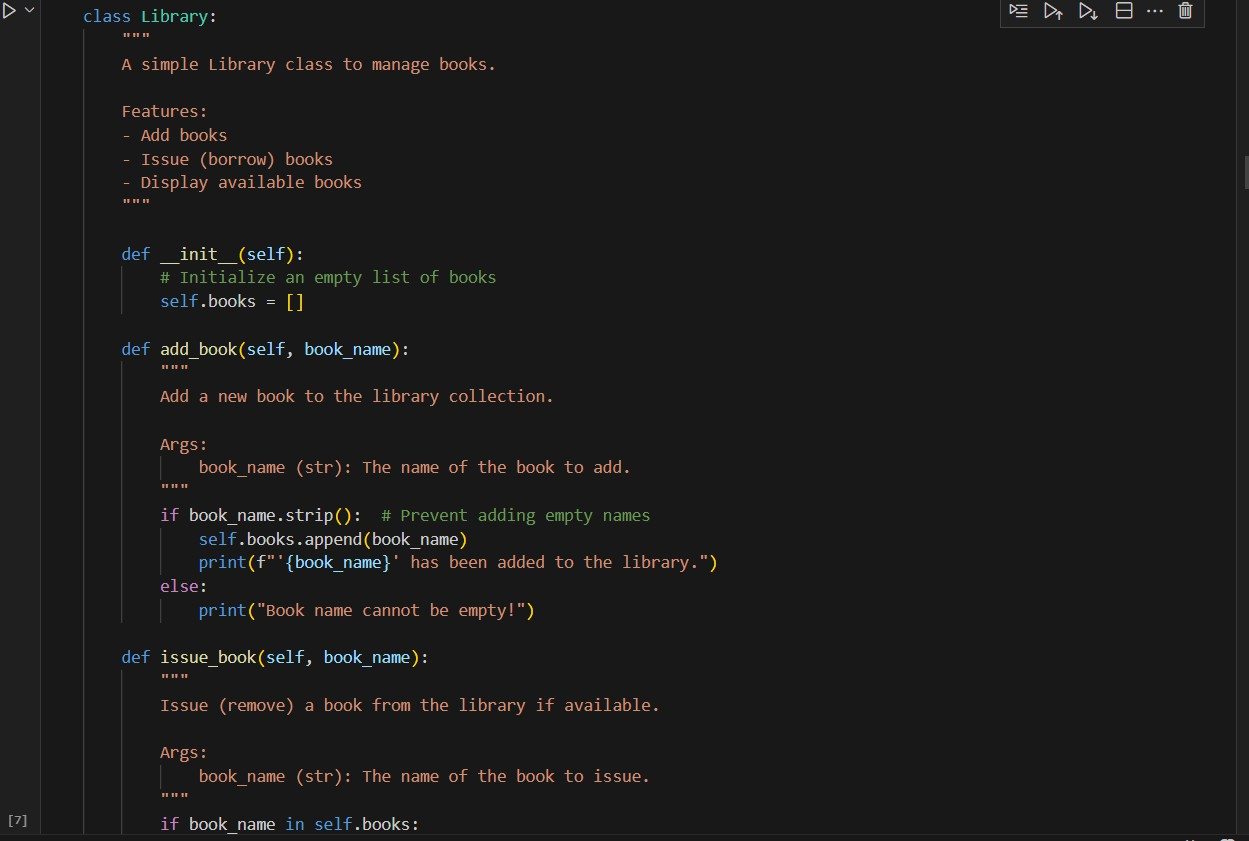 class Library:
    """
    A simple Library class to manage books.

    Features:
    - Add books
    - Issue (borrow) books
    - Display available books
    """

    def __init__(self):
        # Initialize an empty list of books
        self.books = []

    def add_book(self, book_name):
        """
        Add a new book to the library collection.

        Args:
            book_name (str): The name of the book to add.
        """
        if book_name.strip():  # Prevent adding empty names
            self.books.append(book_name)
            print(f"'{book_name}' has been added to the library.")
        else:
            print("Book name cannot be empty!")

    def issue_book(self, book_name):
        """
        Issue (remove) a book from the library if available.

        Args:
            book_name (str): The name of the book to issue.
        """
[7]
        if book_name in self.books: